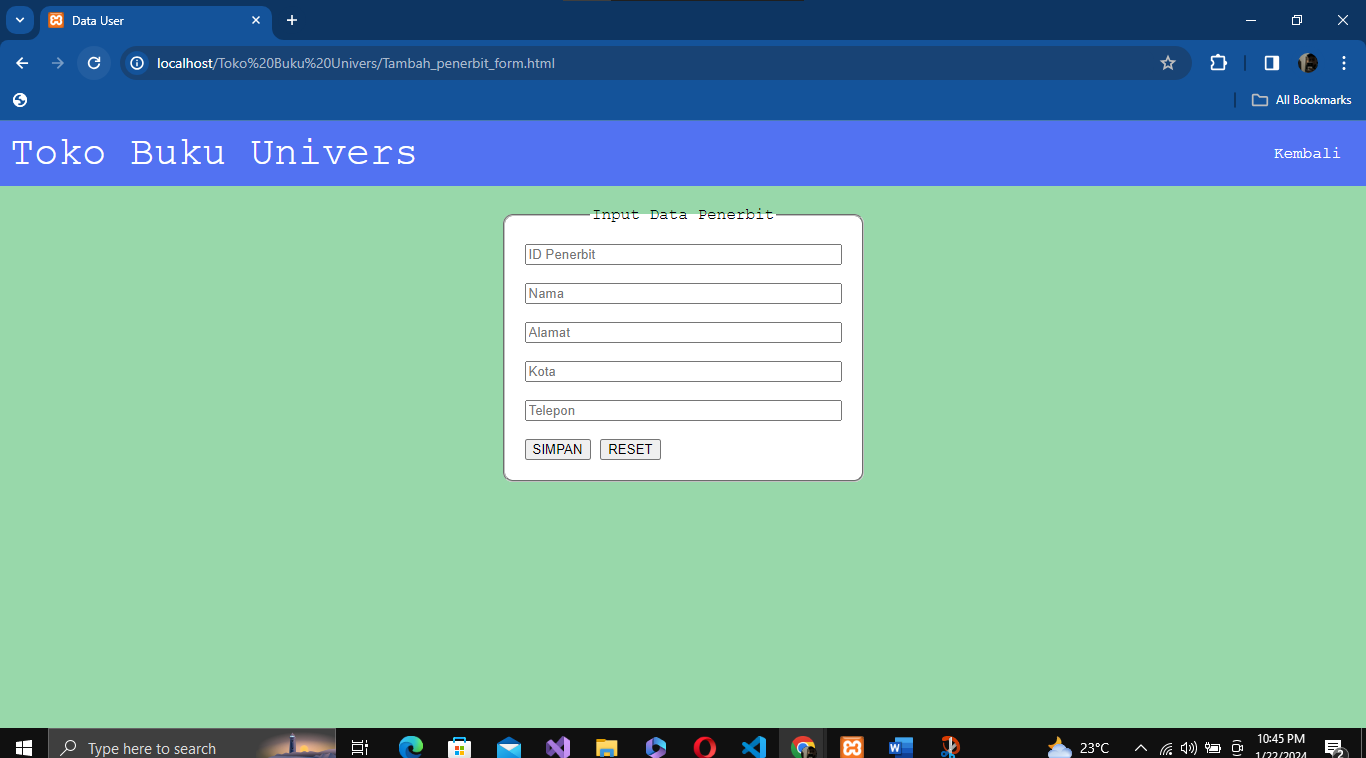 Data User
localhost/Toko%20Buku%20Univers/Tambah_penerbit_form.html
All Bookmarks
Toko Buku Univers
Kembali
Input Data Penerbit
ID Penerbit
Nama
Alamat
Kota
Telepon
SIMPAN RESET
Type here to search
23°C
10:45 PM
1/22/2024
2